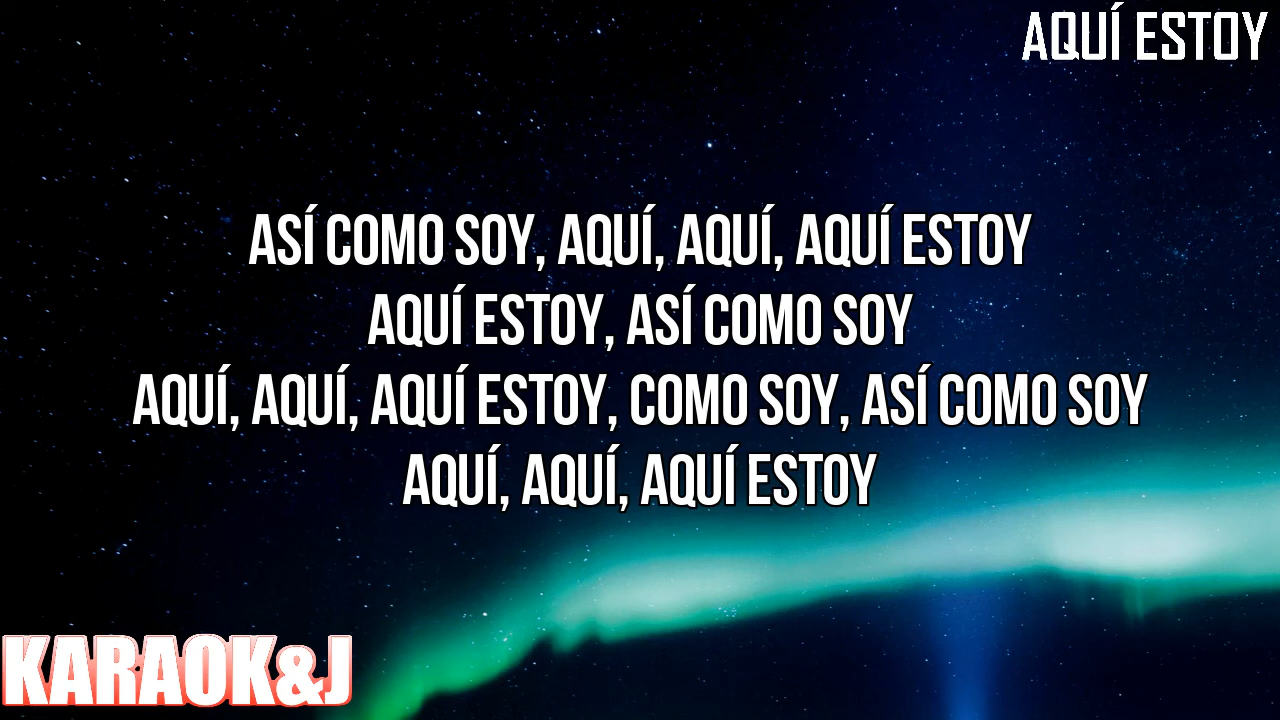 AQUÍ ESTOY
ASÍ COMO SOY, AQUÍ, AQUÍ, AQUÍ ESTOY
AQUÍ ESTOY, ASÍ COMO SOY
AQUÍ, AQUÍ, AQUÍ ESTOY, COMO SOY, ASÍ COMO SOY
AQUÍ, AQUÍ, AQUÍ ESTOY
KARAOK&J